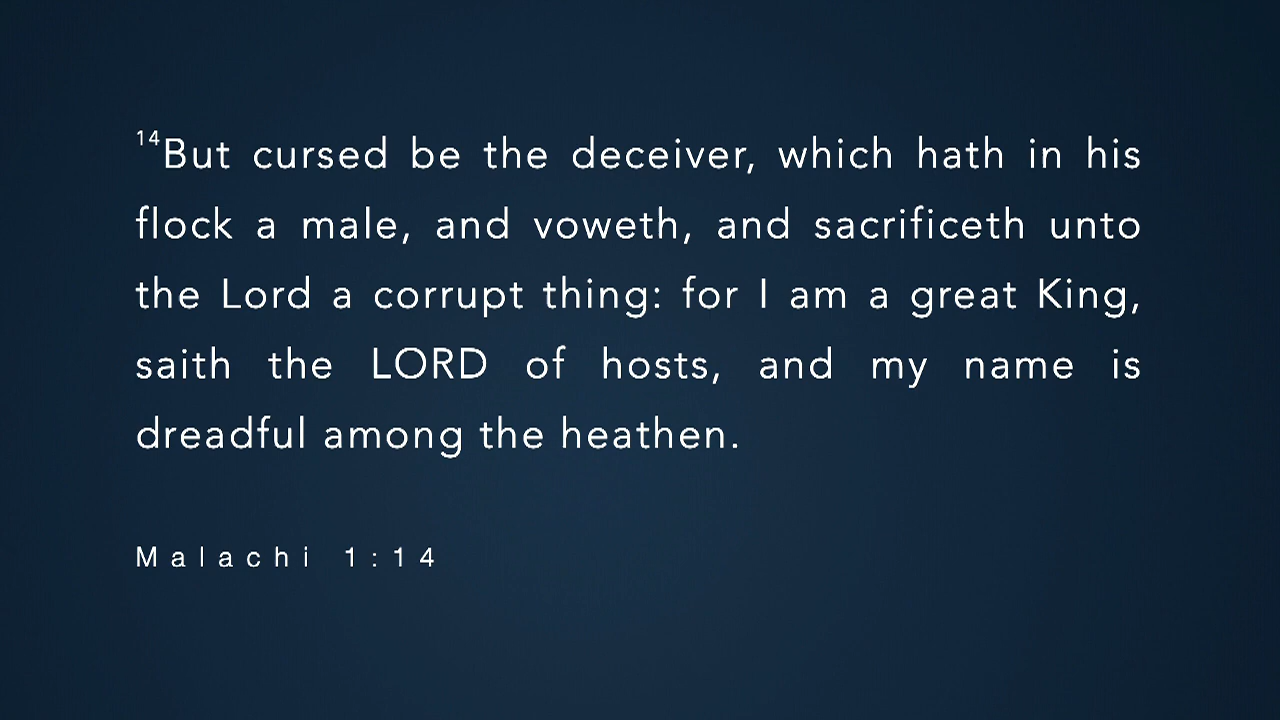 14But cursed be the deceiver, which hath in his
flock a male, and voweth, and sacrificeth unto
the Lord a corrupt thing: for I am a great King,
saith the LORD of hosts, and my name is
dreadful among the heathen.
Malachi 1:14